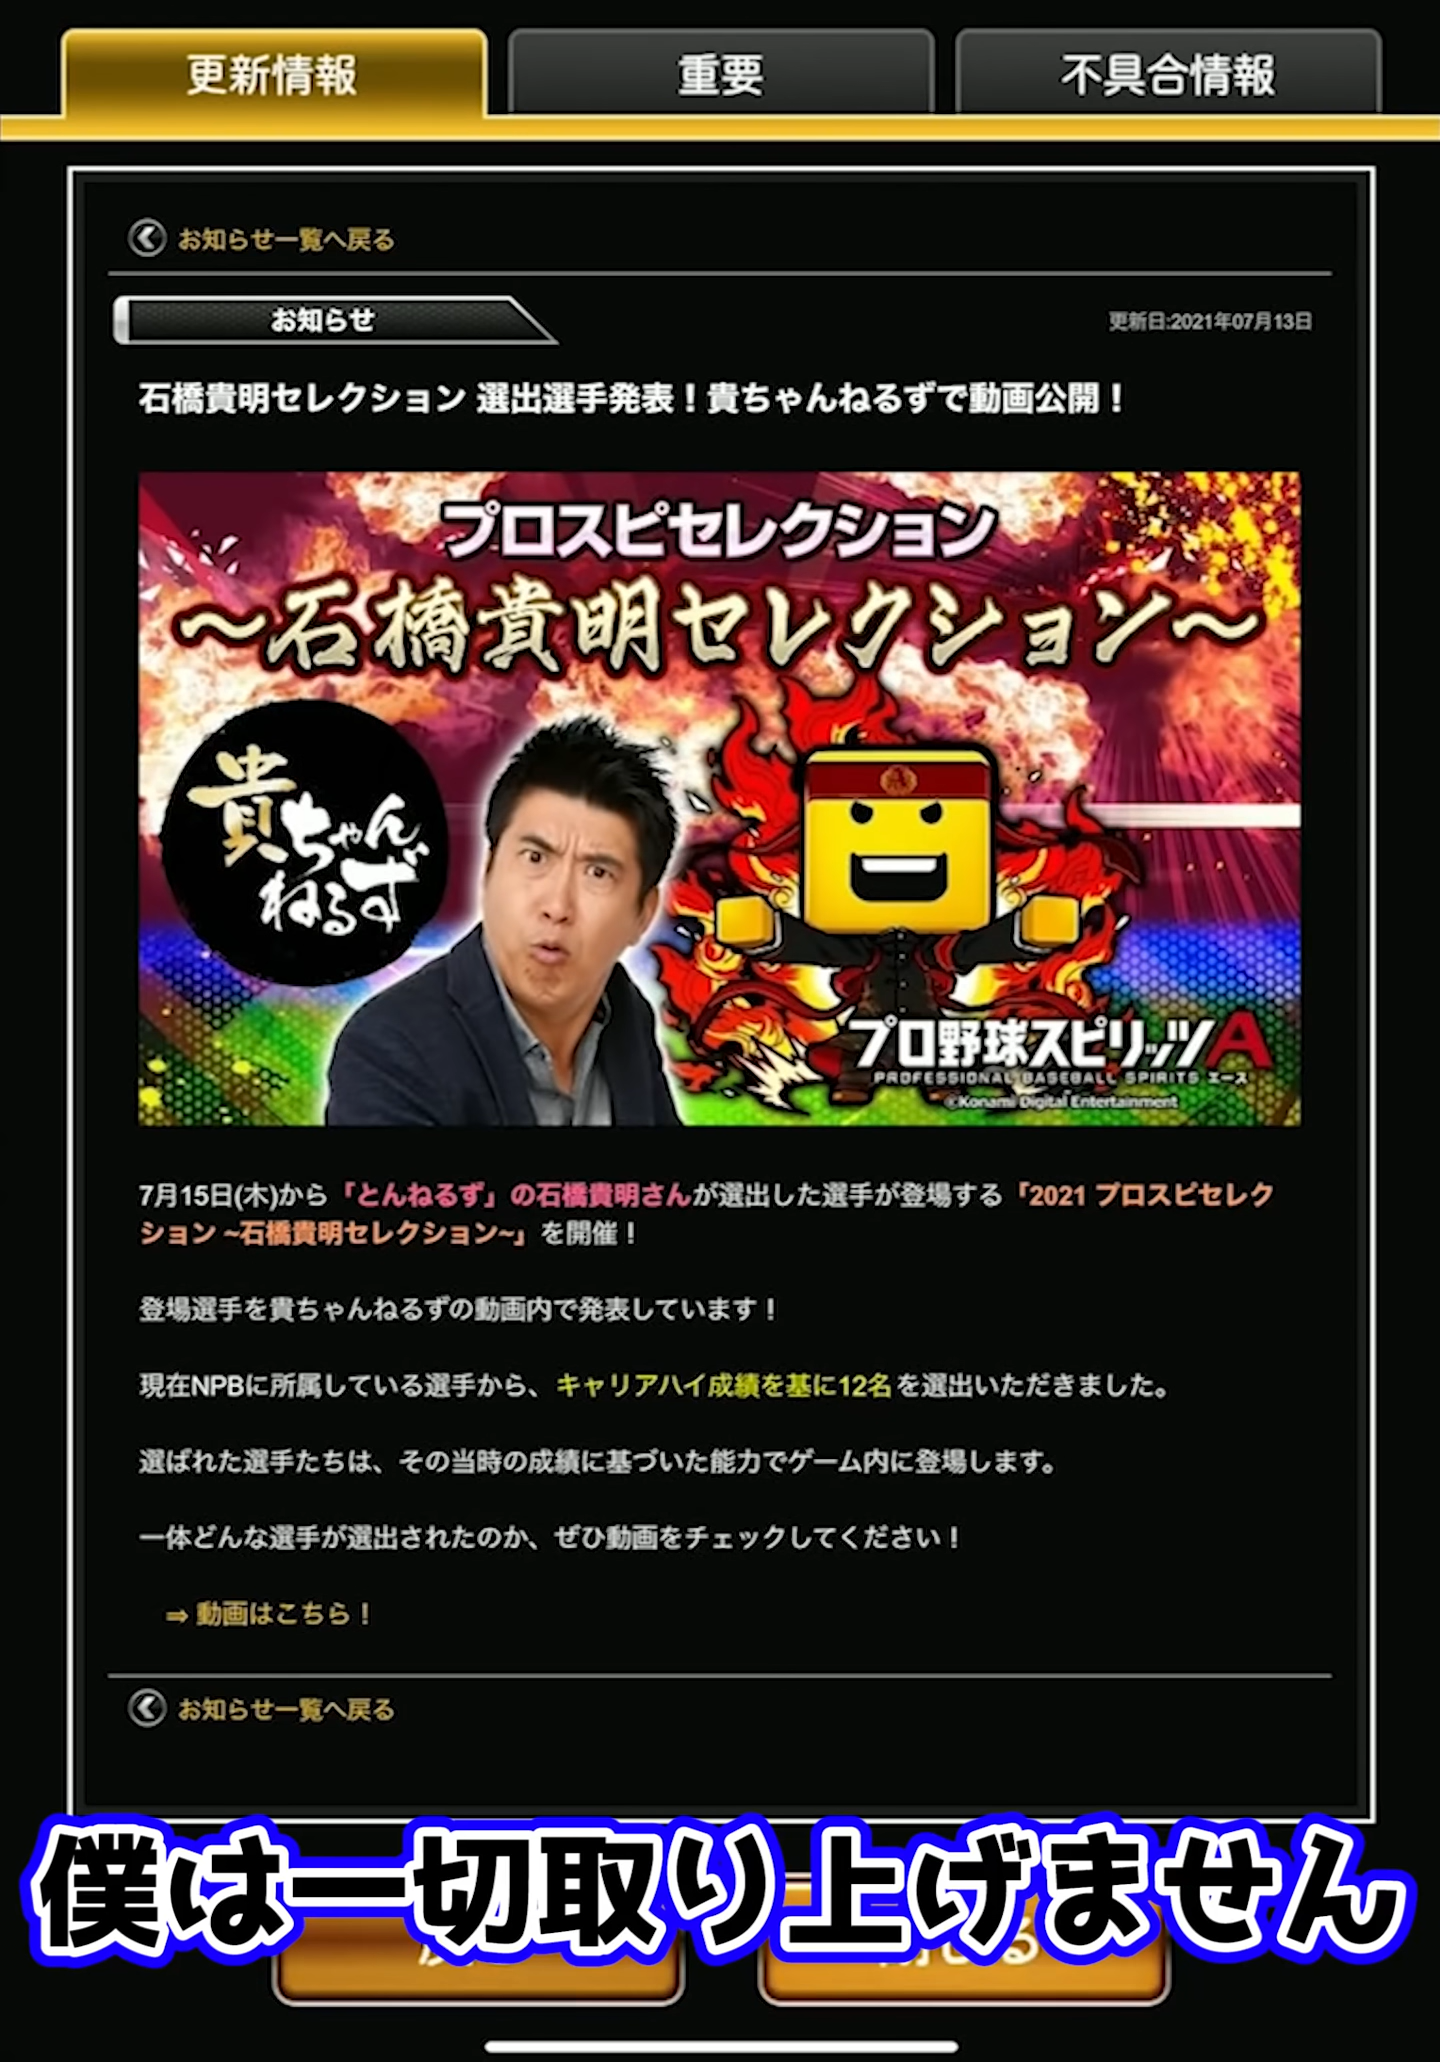 更新情報
重要
不具合情報
お知らせ一覧へ戻る
お知らせ
更新日:2021年07月13日
石橋貴明セレクション 選出選手発表！貴ちゃんねるずで動画公開！
プロスピセレクション
～石橋貴明セレクション～
貴ちゃん
ねるず
プロ野球スピリッツA
PROFESSIONAL BASEBALL SPIRITS エース
©Konami Digital Entertainment
7月15日(木)から「とんねるず」の石橋貴明さんが選出した選手が登場する「2021 プロスピセレク
ション ~石橋貴明セレクション~」を開催！
登場選手を貴ちゃんねるずの動画内で発表しています！
現在NPBに所属している選手から、キャリアハイ成績を基に12名を選出いただきました。
選ばれた選手たちは、その当時の成績に基づいた能力でゲーム内に登場します。
一体どんな選手が選出されたのか、ぜひ動画をチェックしてください！
⇒ 動画はこちら！
お知らせ一覧へ戻る
僕は一切取り上げません